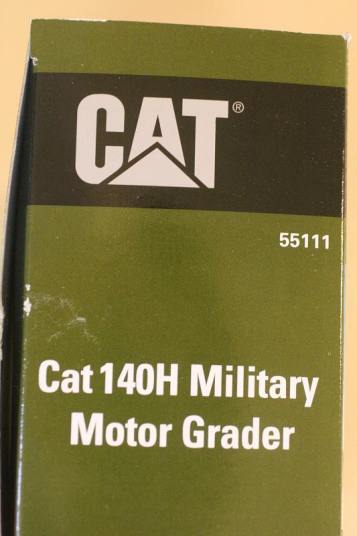 CAT®
55111
Cat 140H Military
Motor Grader